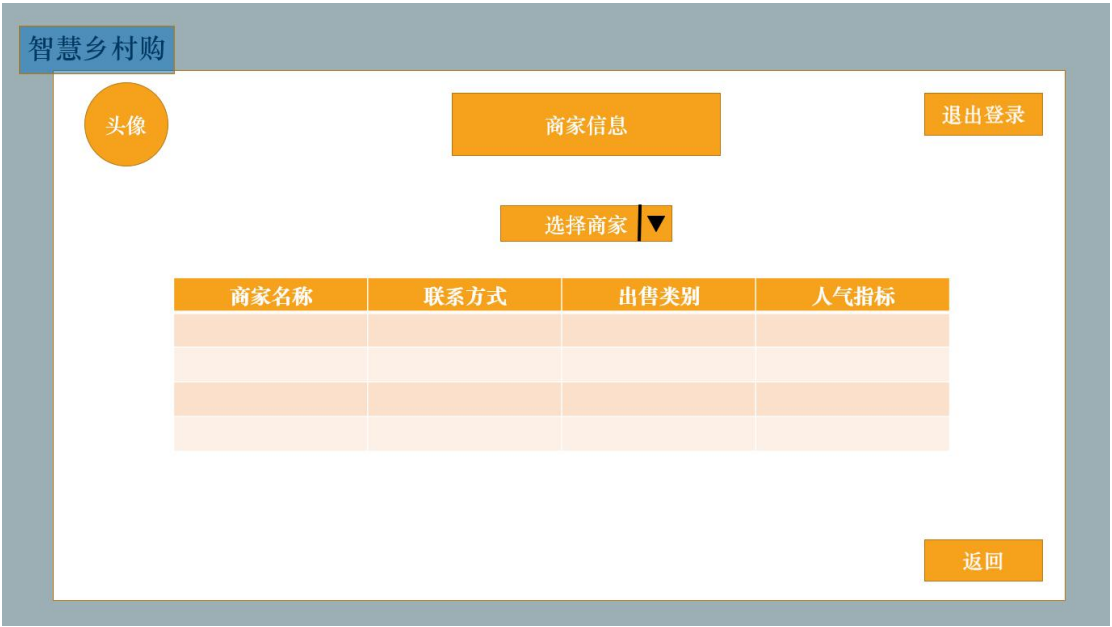 智慧乡村购
头像
商家信息
退出登录
选择商家
商家名称 联系方式 出售类别 人气指标
返回